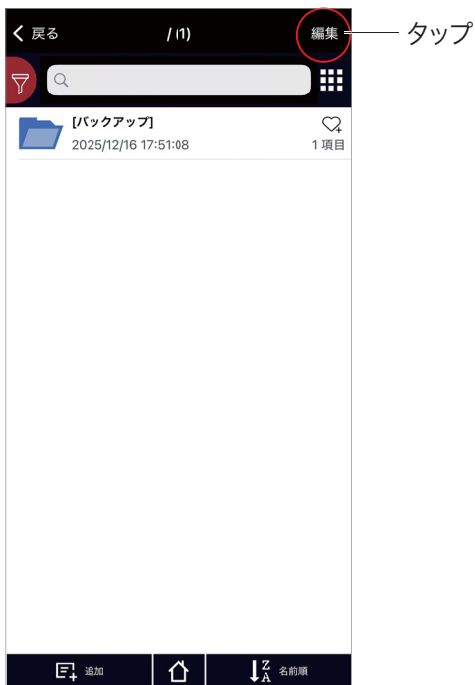 戻る
/ (1)
編集
タップ
[バックアップ]
2025/12/16 17:51:08
1 項目
追加
Z
A
名前順